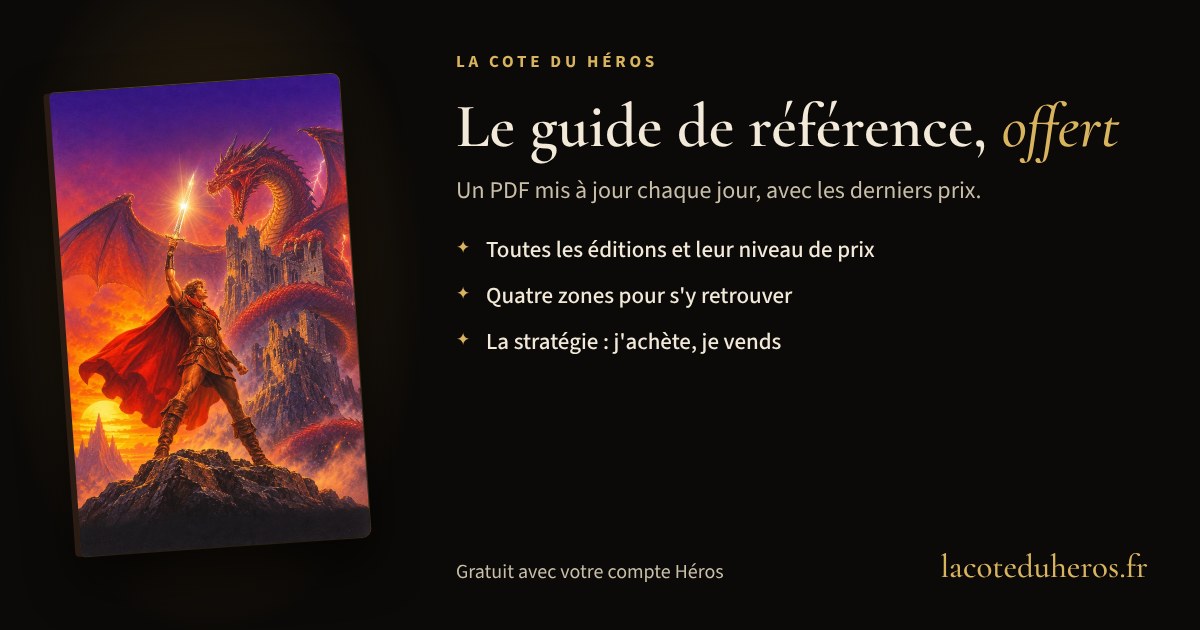 LA COTE DU HÉROS
Le guide de référence, offert
Un PDF mis à jour chaque jour, avec les derniers prix.
Toutes les éditions et leur niveau de prix
Quatre zones pour s'y retrouver
La stratégie : j'achète, je vends
Gratuit avec votre compte Héros
lacoteduheros.fr